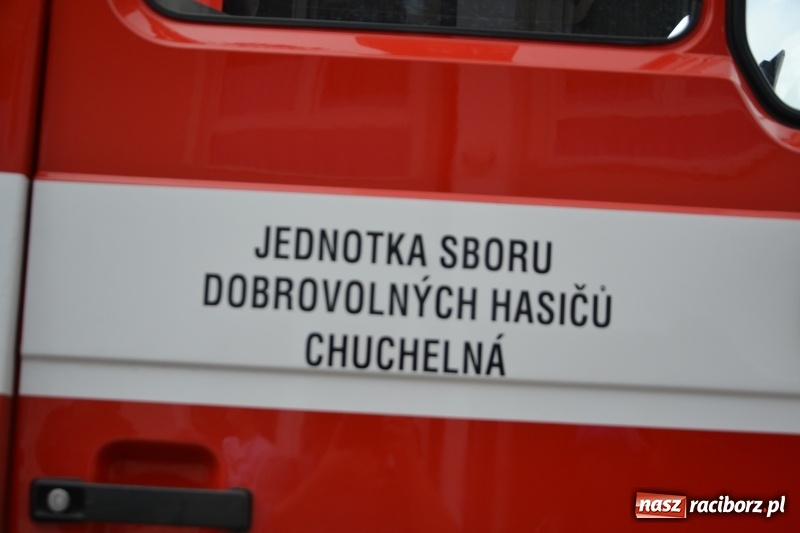 JEDNOTKA SBORU
DOBROVOLNÝCH HASIČŮ
CHUCHELNÁ
nasz raciborz.pl